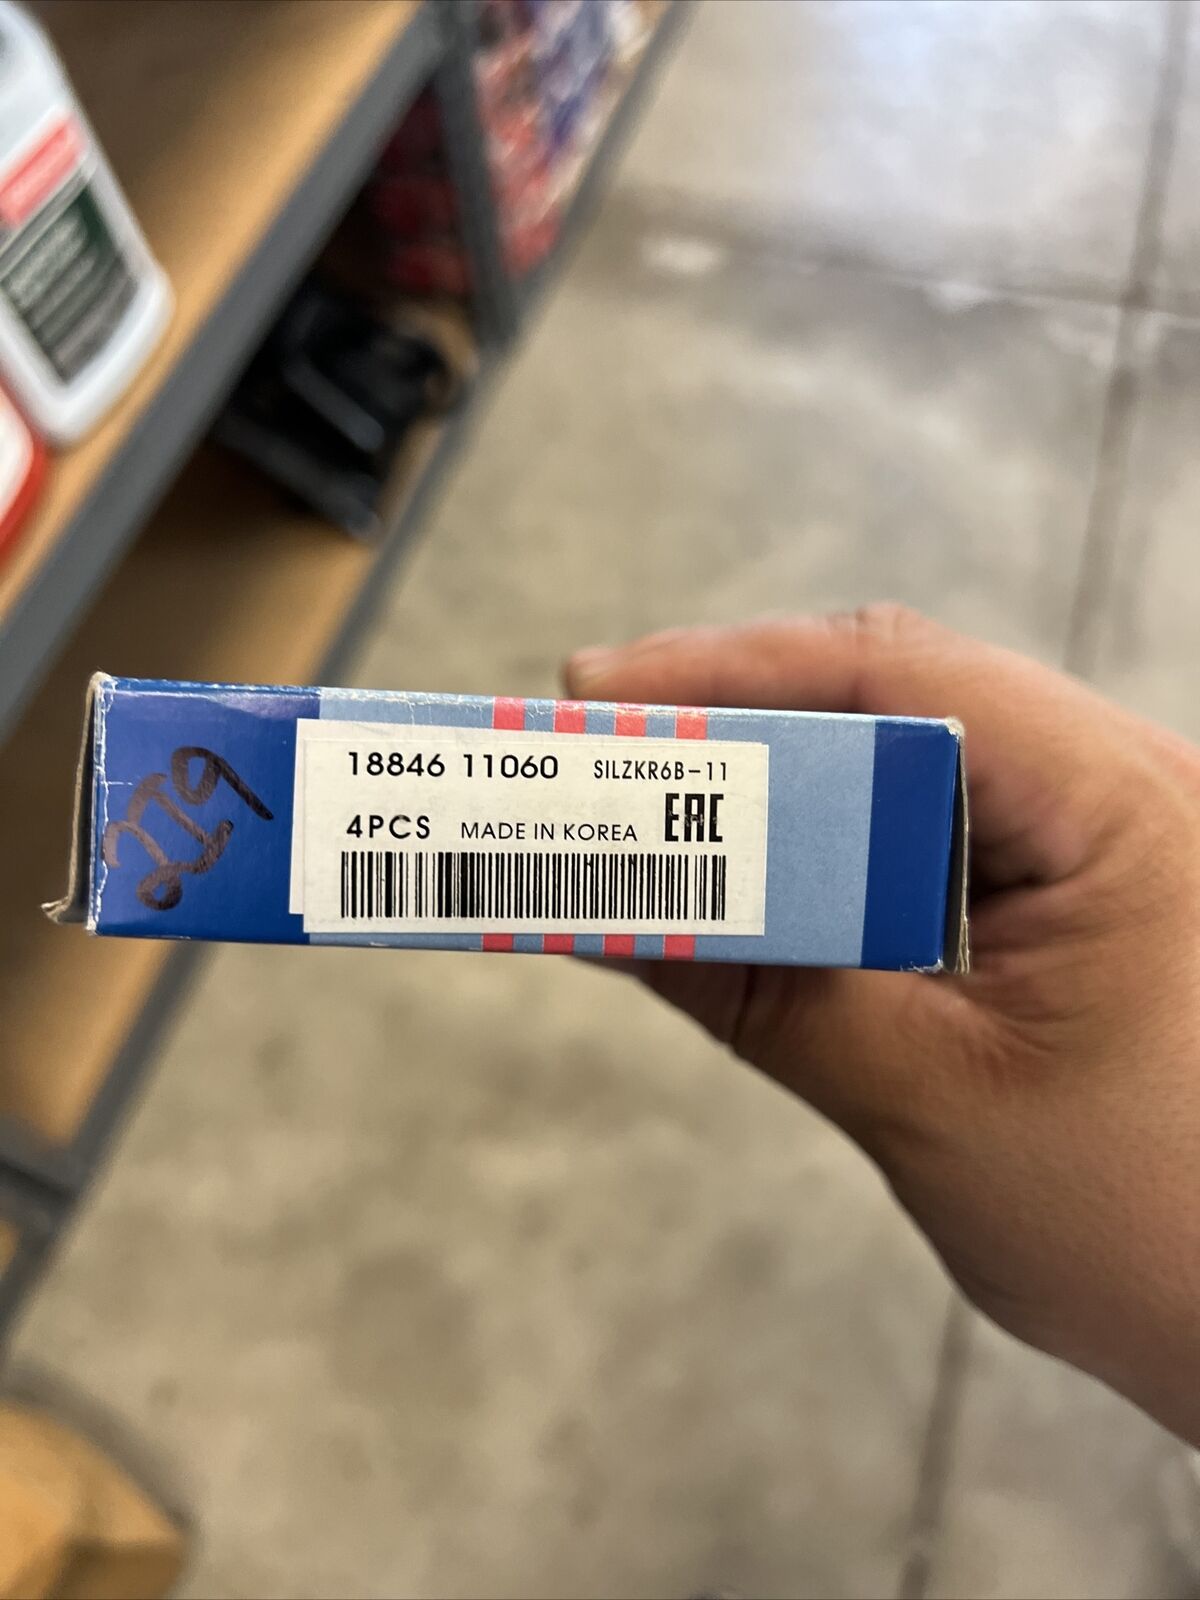 18846 11060 SILZKR6B-11
4PCS MADE IN KOREA EAC